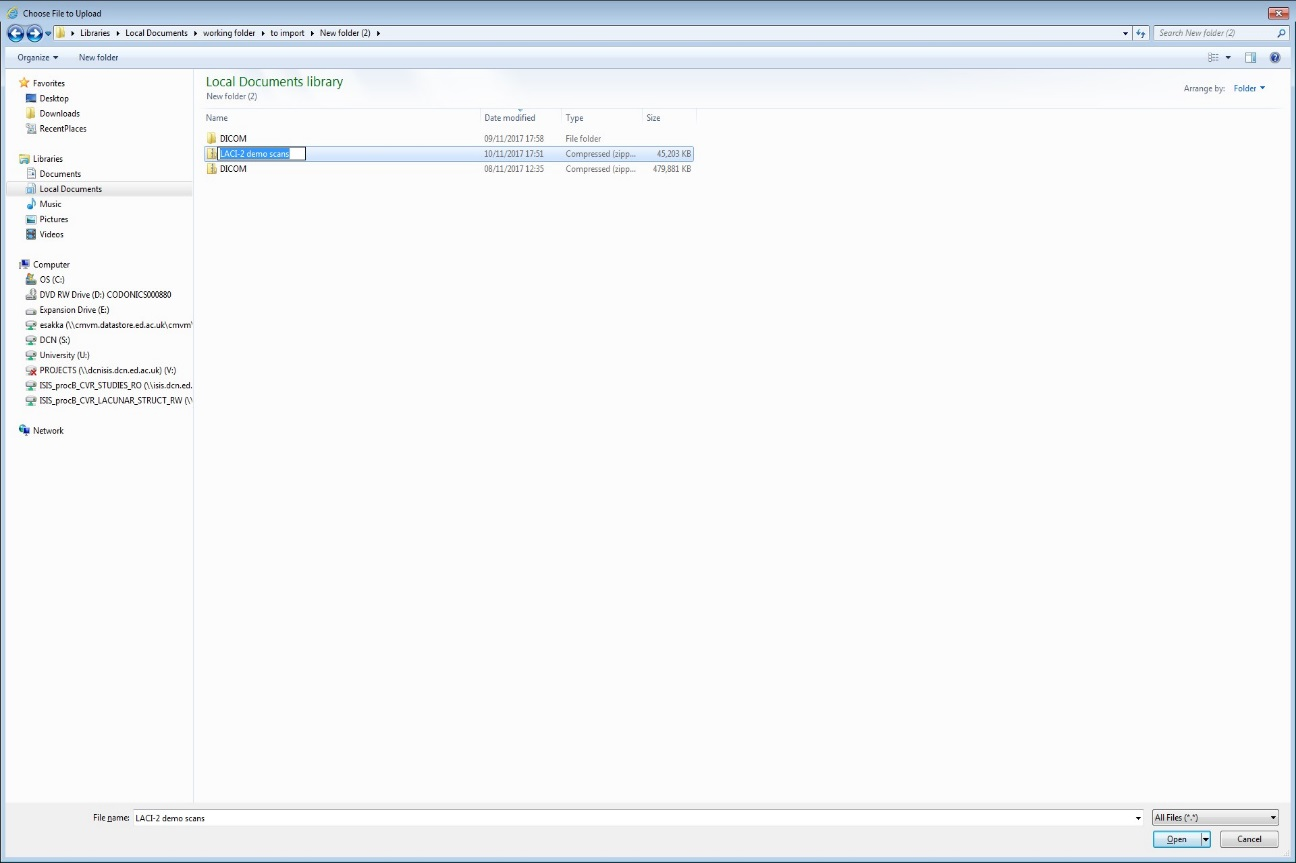 Choose File to Upload
Libraries Local Documents working folder to import New folder (2) Search New folder (2)
Organize New folder
Favorites
Desktop
Downloads
RecentPlaces
Libraries
Documents
Local Documents
Music
Pictures
Videos
Computer
OS (C:)
DVD RW Drive (D:) CODONICS000880
Expansion Drive (E:)
esakka (\\cmvm.datastore.ed.ac.uk\cmvm'
DCN (S:)
University (U:)
PROJECTS (\\dcnisis.dcn.ed.ac.uk) (V:)
ISIS_procB_CVR_STUDIES_RO (\\isis.dcn.ed.
ISIS_procB_CVR_LACUNAR_STRUCT_RW (\\
Network
Local Documents library
New folder (2)
Arrange by: Folder
Name Date modified Type Size
DICOM 09/11/2017 17:58 File folder
LACI-2 demo scans 10/11/2017 17:51 Compressed (zipp... 45,203 KB
DICOM 08/11/2017 12:35 Compressed (zipp... 479,881 KB
File name: LACI-2 demo scans All Files (*.*)
Open Cancel